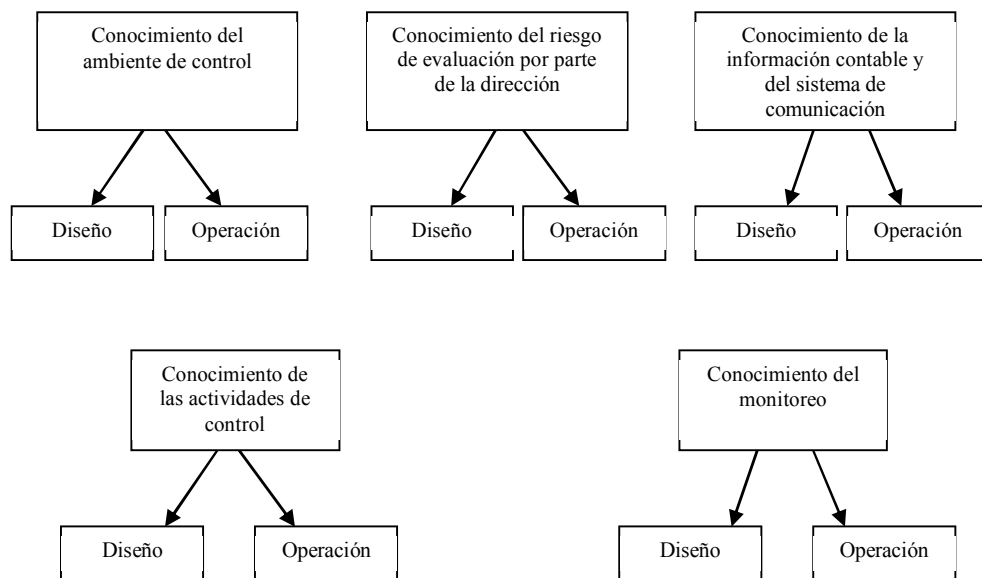 Conocimiento del
ambiente de control
Conocimiento del riesgo
de evaluación por parte
de la dirección
Conocimiento de la
información contable y
del sistema de
comunicación
Diseño
Operación
Diseño
Operación
Diseño
Operación
Conocimiento de
las actividades de
control
Conocimiento del
monitoreo
Diseño
Operación
Diseño
Operación